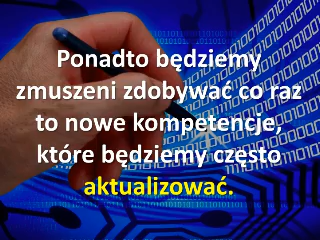 Ponadto będziemy
zmuszeni zdobywać co raz
to nowe kompetencje,
które będziemy często
aktualizować.